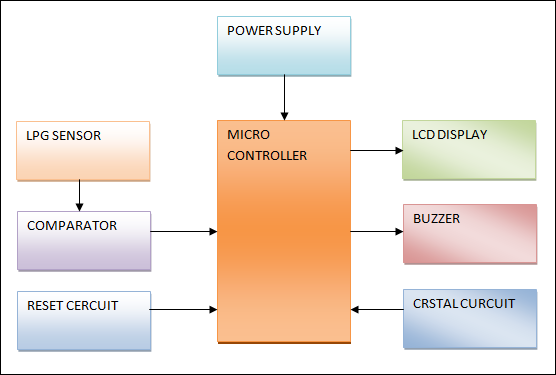 POWER SUPPLY
LPG SENSOR
MICRO
CONTROLLER
LCD DISPLAY
COMPARATOR
BUZZER
RESET CERCUIT
CRSTAL CURCUIT